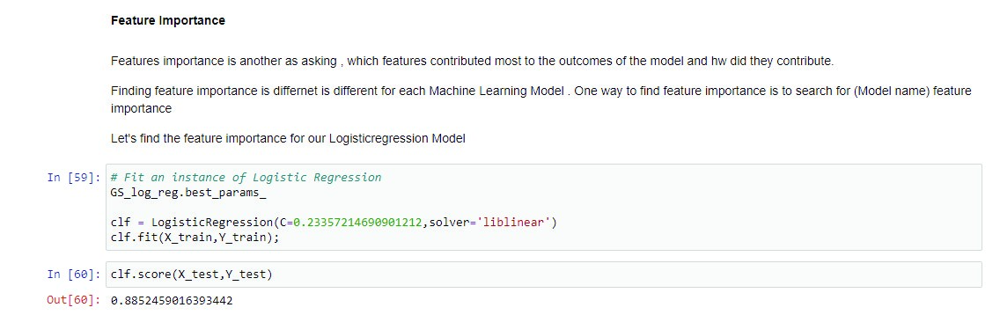 Feature Importance
Features importance is another as asking , which features contributed most to the outcomes of the model and hw did they contribute.
Finding feature importance is differnet is different for each Machine Learning Model . One way to find feature importance is to search for (Model name) feature
importance
Let's find the feature importance for our Logisticregression Model
In [59]: # Fit an instance of Logistic Regression
GS_log_reg.best_params_
clf = LogisticRegression(C=0.23357214690901212,solver='liblinear')
clf.fit(X_train,Y_train);
In [60]: clf.score(X_test,Y_test)
Out[60]: 0.8852459016393442